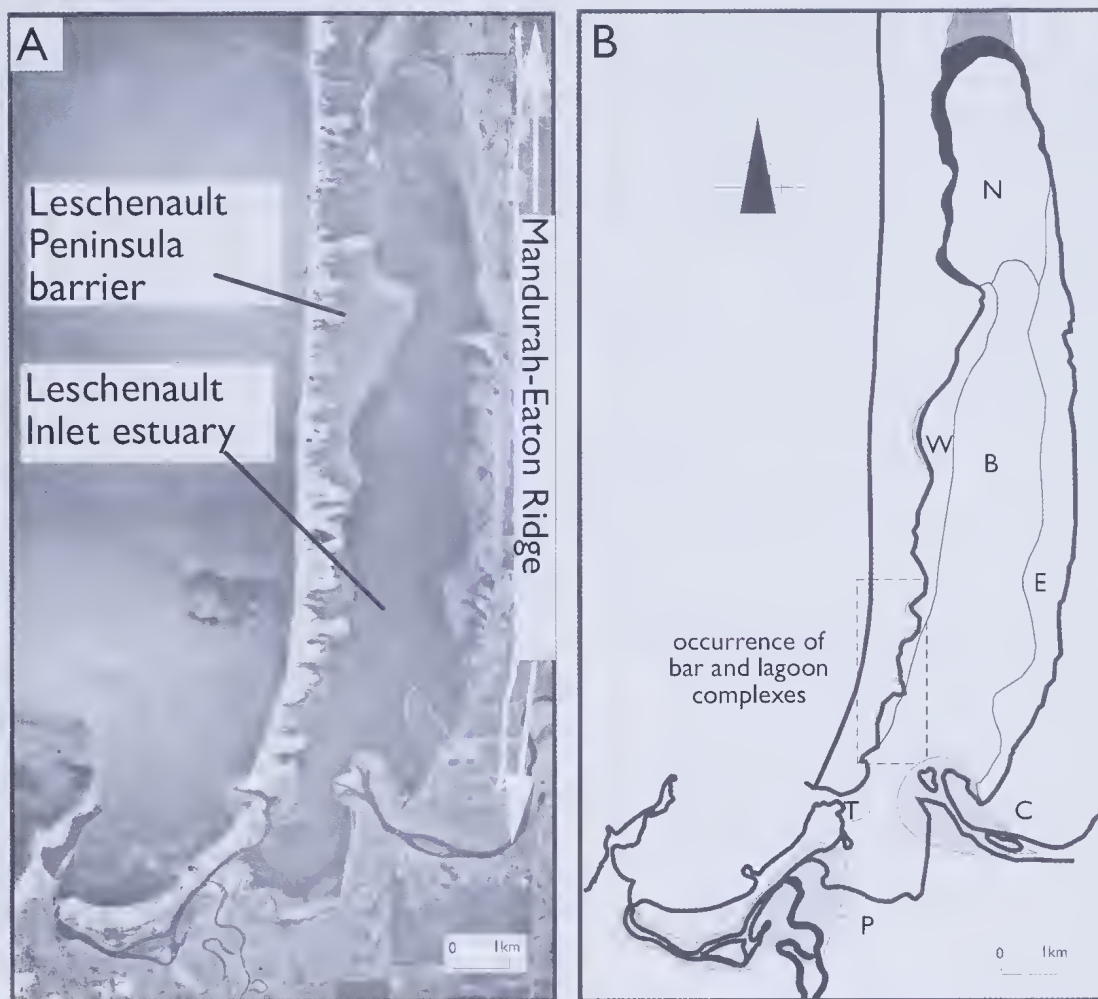 A
Leschenault
Peninsula
barrier
Leschenault
Inlet estuary
Mandurah-Eaton Ridge
0 1km
B
N
W
B
E
occurrence of
bar and lagoon
complexes
T
C
P
0 1km